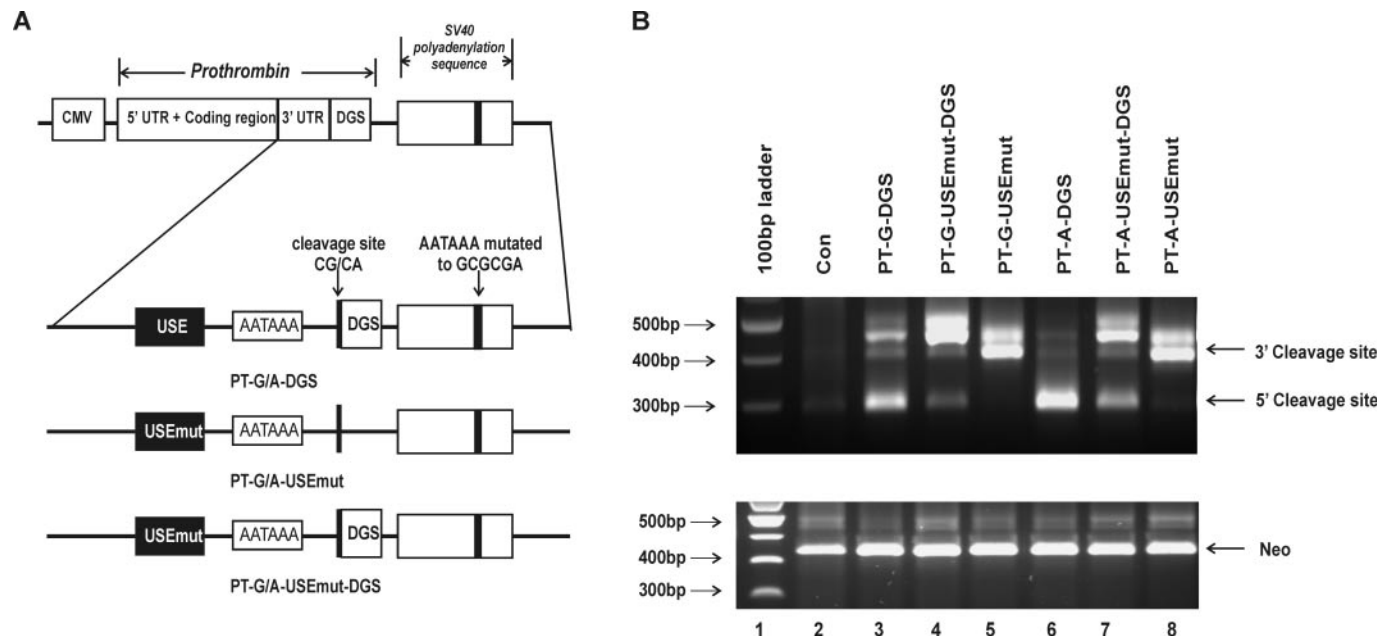 A
Prothrombin
SV40
polyadenylation
sequence
CMV
5' UTR + Coding region
3' UTR
DGS
cleavage site
CG/CA
AATAAA mutated
to GCGCGA
USE
AATAAA
DGS
PT-G/A-DGS
USEmut
AATAAA
PT-G/A-USEmut
USEmut
AATAAA
DGS
PT-G/A-USEmut-DGS
B
100bp ladder
Con
PT-G-DGS
PT-G-USEmut-DGS
PT-G-USEmut
PT-A-DGS
PT-A-USEmut-DGS
PT-A-USEmut
500bp
400bp
300bp
3' Cleavage site
5' Cleavage site
500bp
400bp
300bp
Neo
1 2 3 4 5 6 7 8